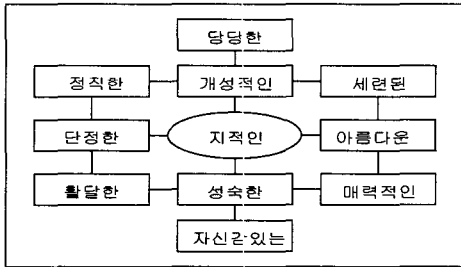 당당한
정직한 개성적인 세련된
단정한 지적인 아름다운
활달한 성숙한 매력적인
자신감있는